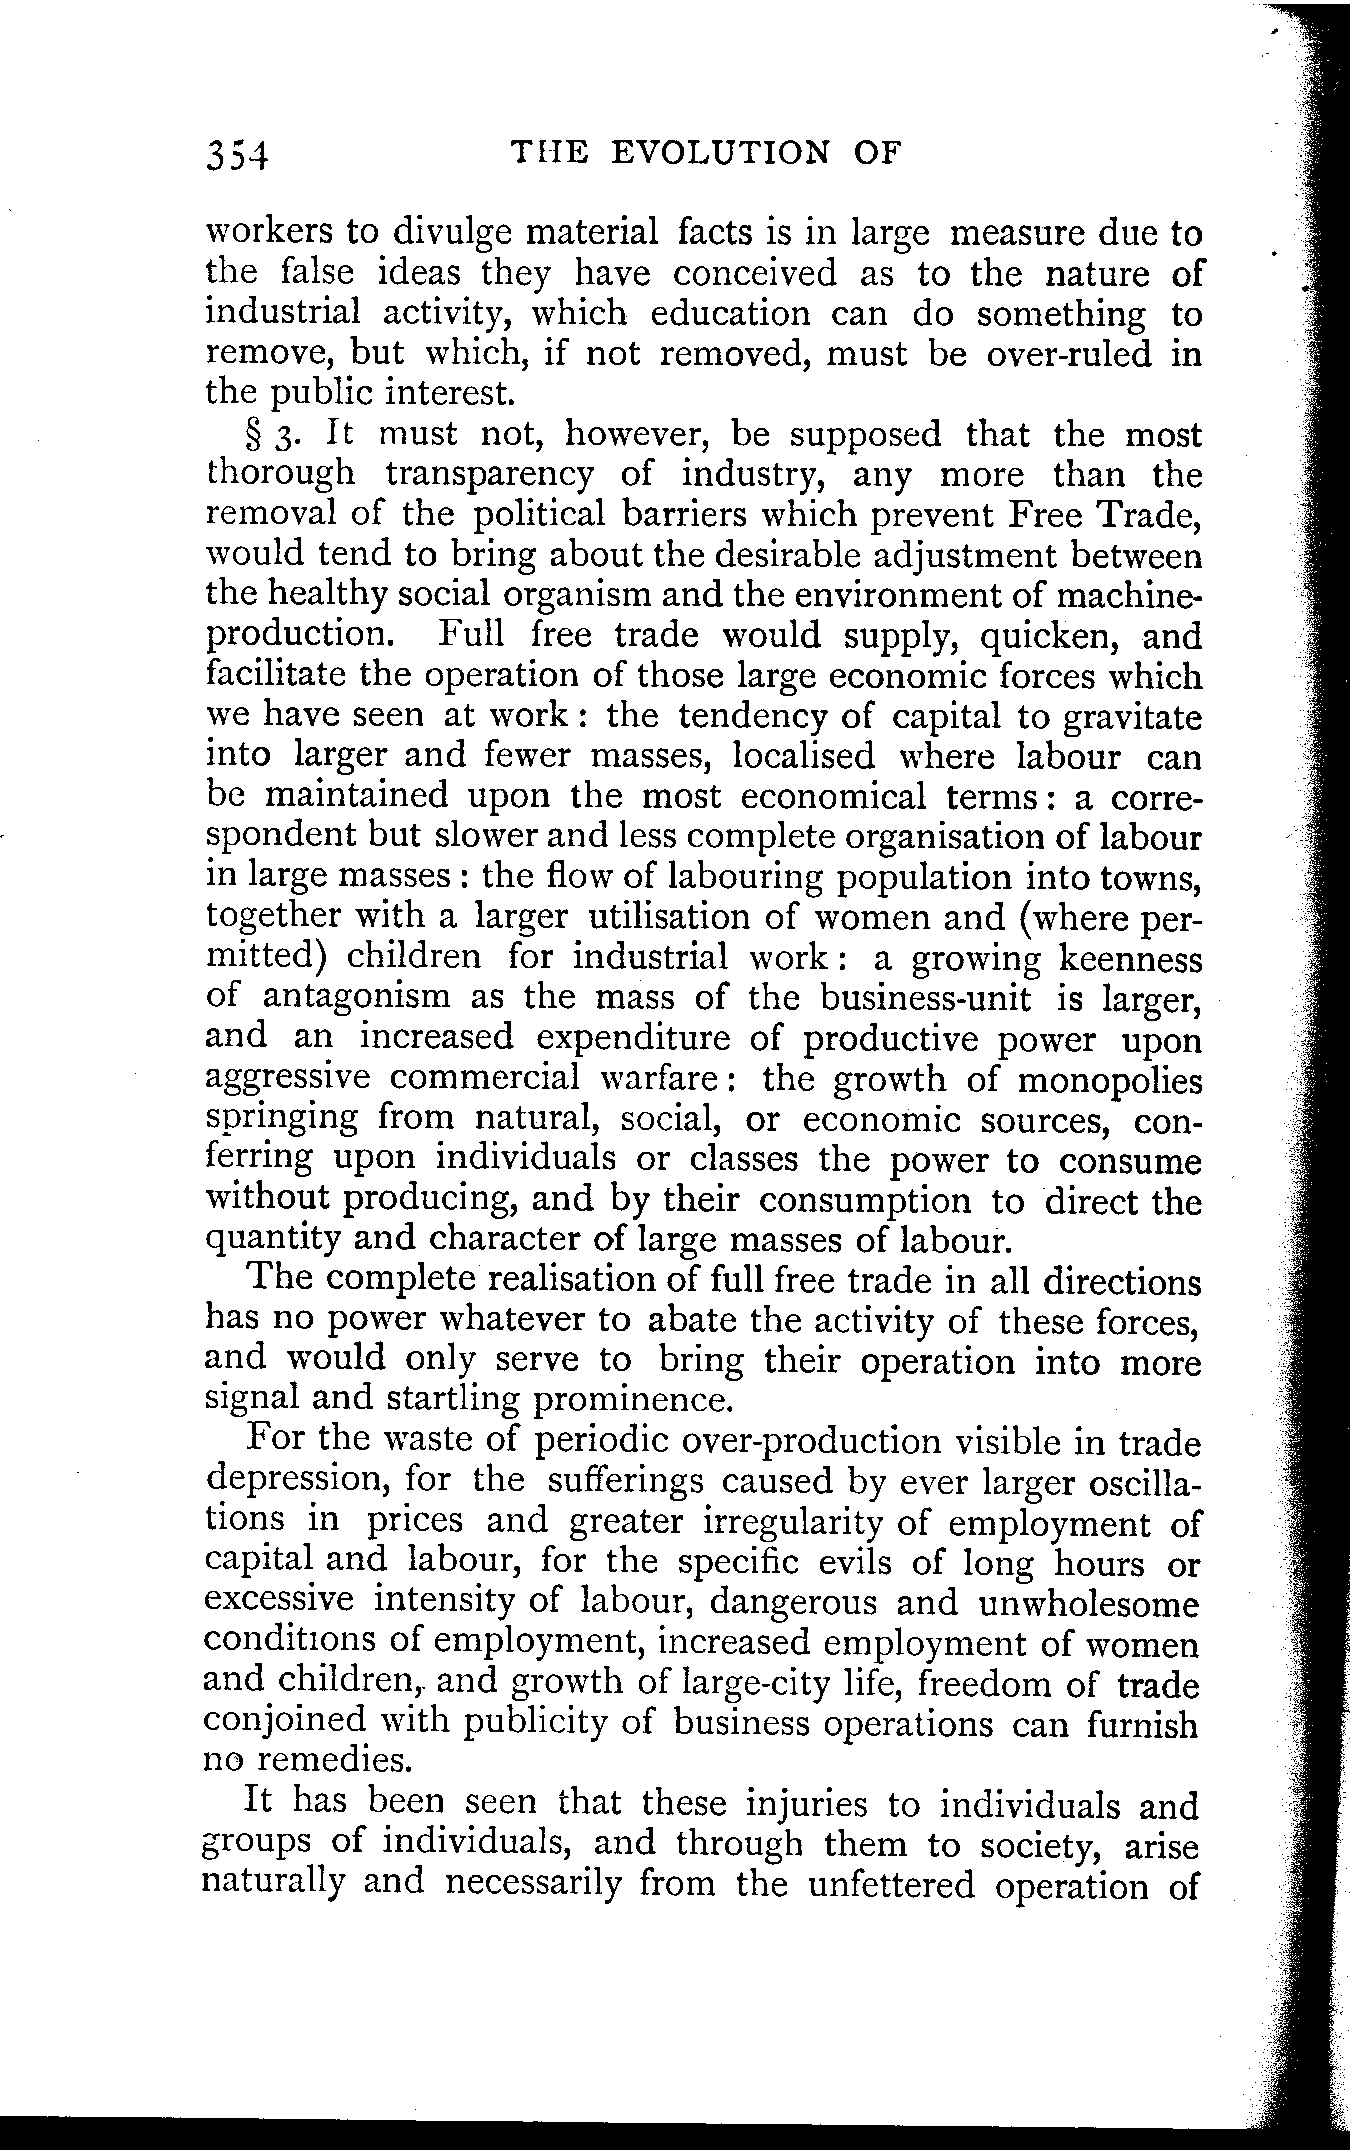 354 THE EVOLUTION OF
workers to divulge material facts is in large measure due to
the false ideas they have conceived as to the nature of
industrial activity, which education can do something to
remove, but which, if not removed, must be over-ruled in
the public interest.
§ 3. It must not, however, be supposed that the most
thorough transparency of industry, any more than the
removal of the political barriers which prevent Free Trade,
would tend to bring about the desirable adjustment between
the healthy social organism and the environment of machine-
production. Full free trade would supply, quicken, and
facilitate the operation of those large economic forces which
we have seen at work : the tendency of capital to gravitate
into larger and fewer masses, localised where labour can
be maintained upon the most economical terms : a corre-
spondent but slower and less complete organisation of labour
in large masses : the flow of labouring population into towns,
together with a larger utilisation of women and (where per-
mitted) children for industrial work : a growing keenness
of antagonism as the mass of the business-unit is larger,
and an increased expenditure of productive power upon
aggressive commercial warfare : the growth of monopolies
springing from natural, social, or economic sources, con-
ferring upon individuals or classes the power to consume
without producing, and by their consumption to direct the
quantity and character of large masses of labour.
The complete realisation of full free trade in all directions
has no power whatever to abate the activity of these forces,
and would only serve to bring their operation into more
signal and startling prominence.
For the waste of periodic over-production visible in trade
depression, for the sufferings caused by ever larger oscilla-
tions in prices and greater irregularity of employment of
capital and labour, for the specific evils of long hours or
excessive intensity of labour, dangerous and unwholesome
conditions of employment, increased employment of women
and children, and growth of large-city life, freedom of trade
conjoined with publicity of business operations can furnish
no remedies.
It has been seen that these injuries to individuals and
groups of individuals, and through them to society, arise
naturally and necessarily from the unfettered operation of